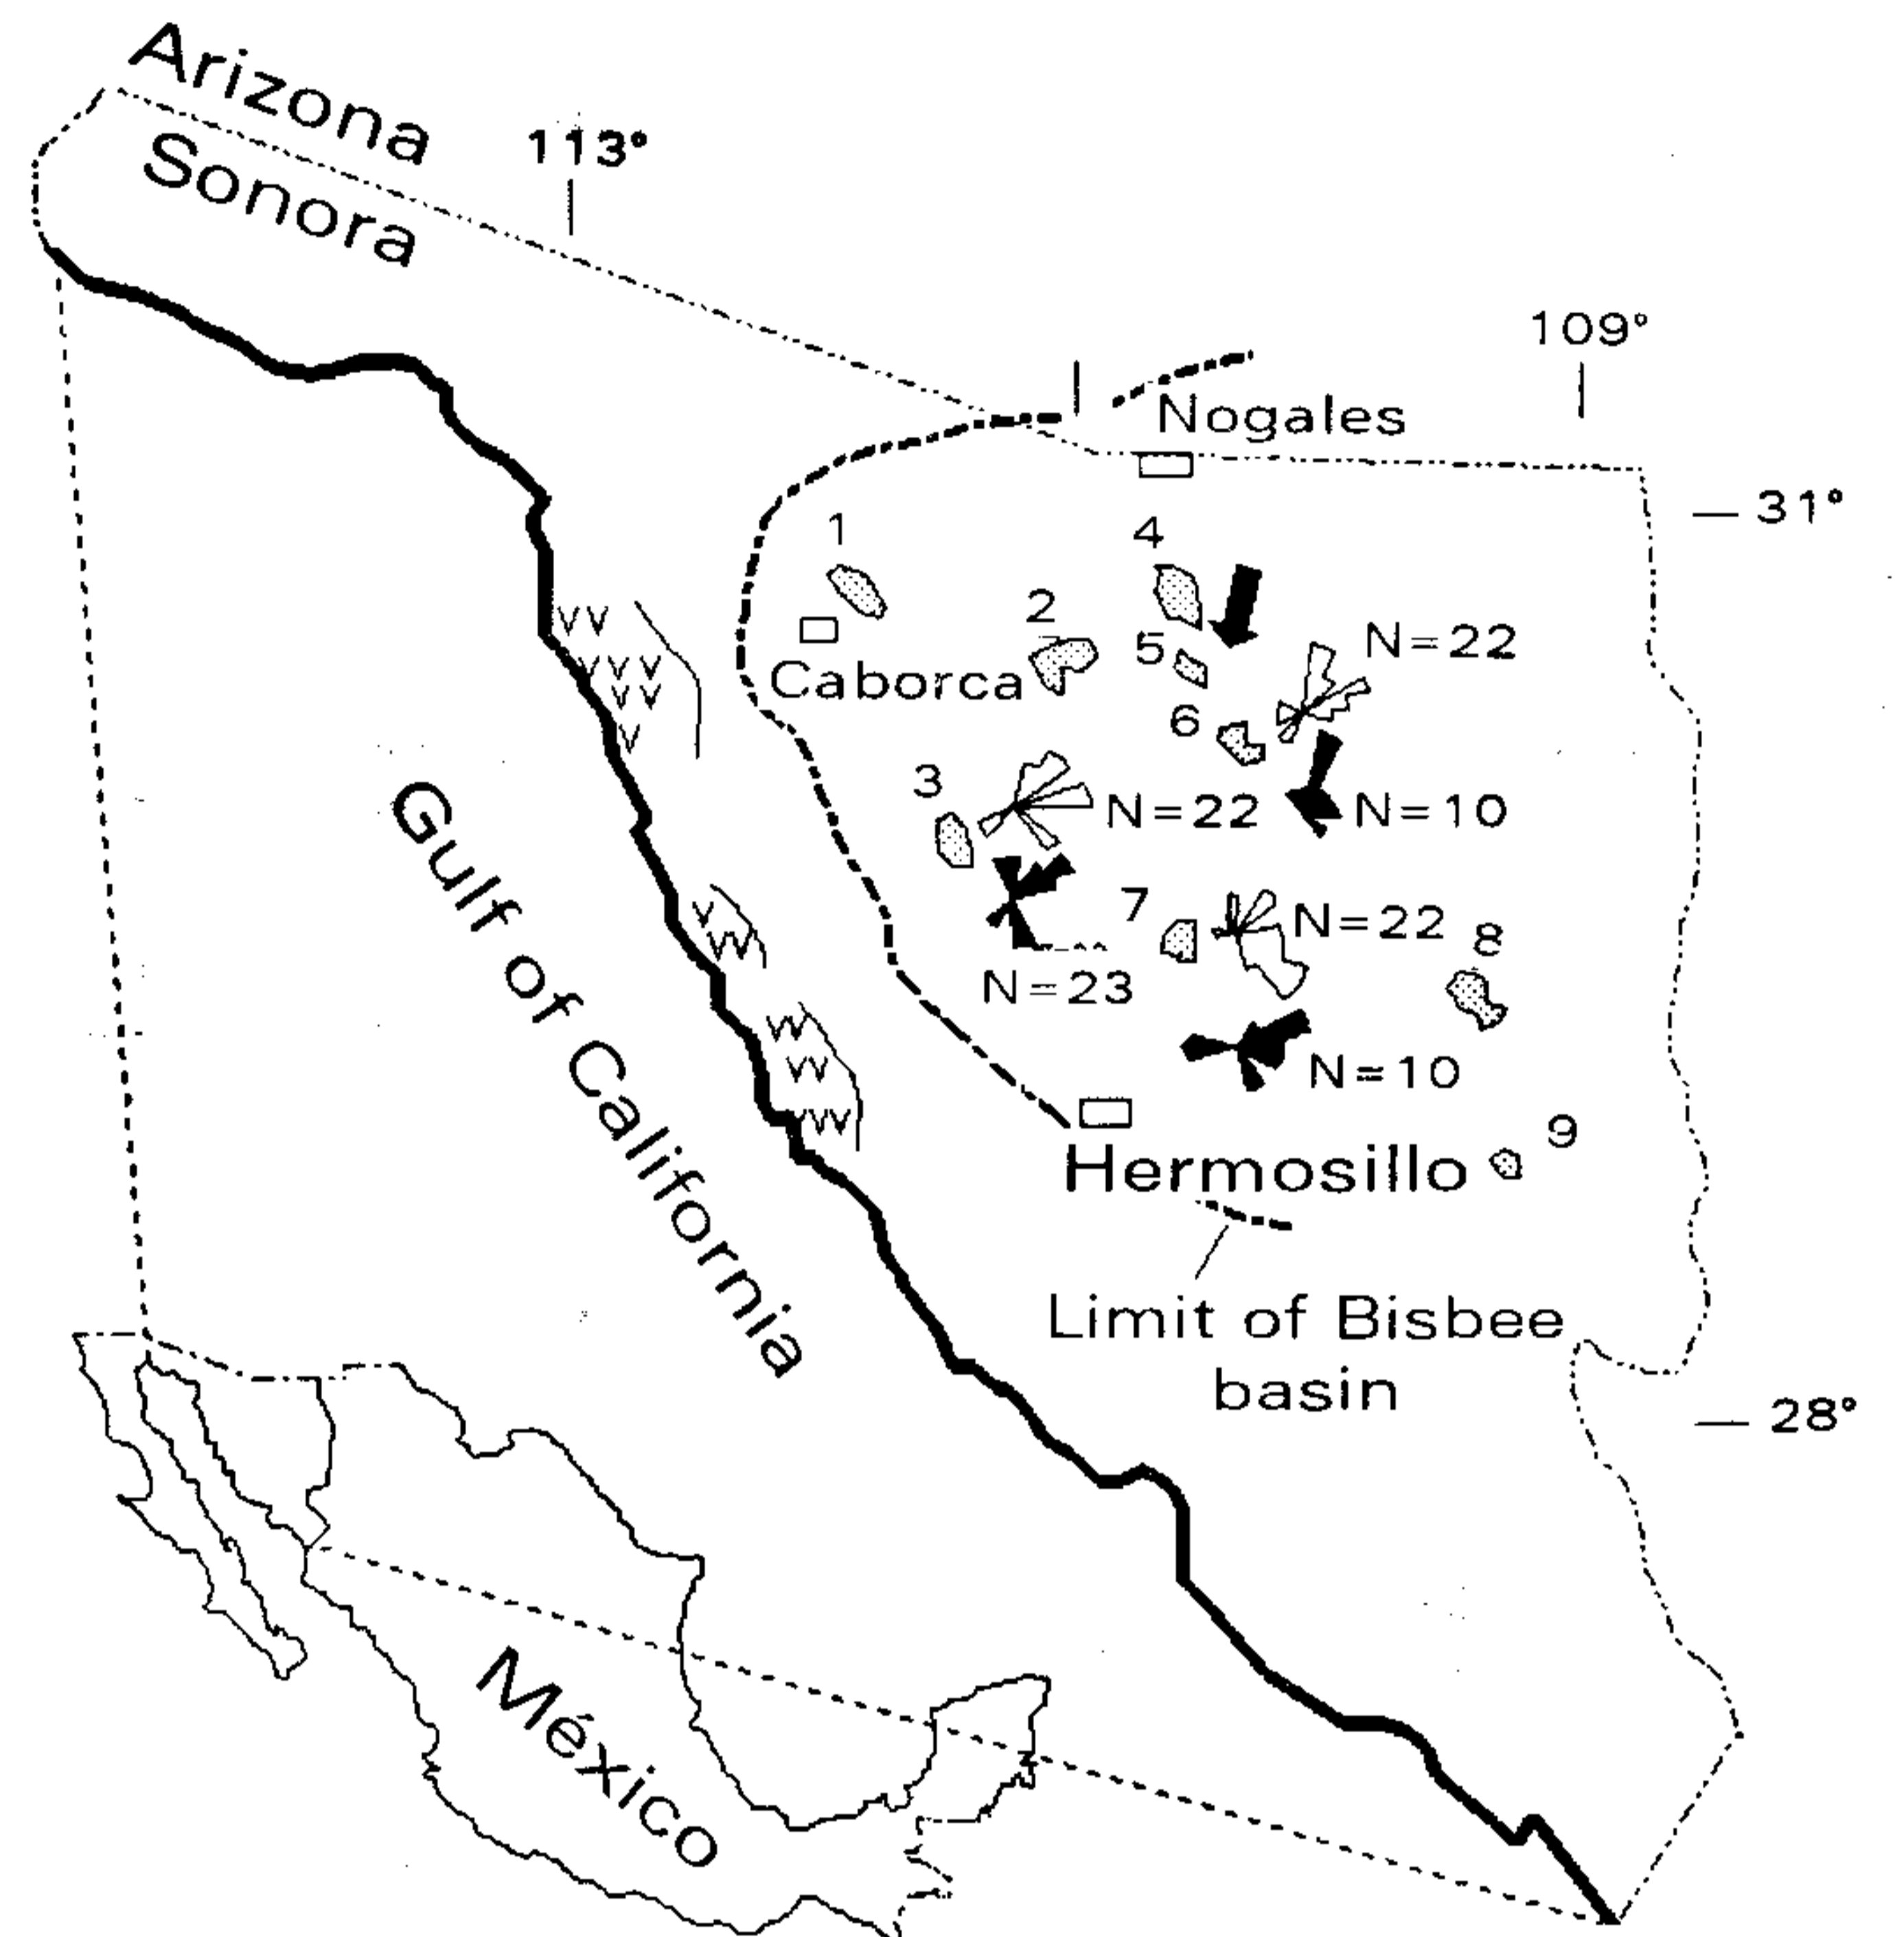 Arizona
Sonora
113°
109°
Nogales
31°
1
4
2
5
N=22
Caborca
6
3
N=22
N=10
7
N=22
8
N=23
N=10
9
Hermosillo
Gulf of California
Limit of Bisbee
basin
28°
México